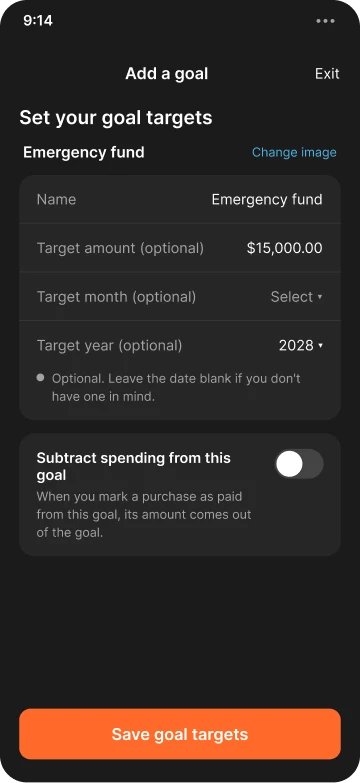 9:14
Add a goal
Exit
Set your goal targets
Emergency fund
Change image
Name
Emergency fund
Target amount (optional)
$15,000.00
Target month (optional)
Select
Target year (optional)
2028
Optional. Leave the date blank if you don't
have one in mind.
Subtract spending from this
goal
When you mark a purchase as paid
from this goal, its amount comes out
of the goal.
Save goal targets